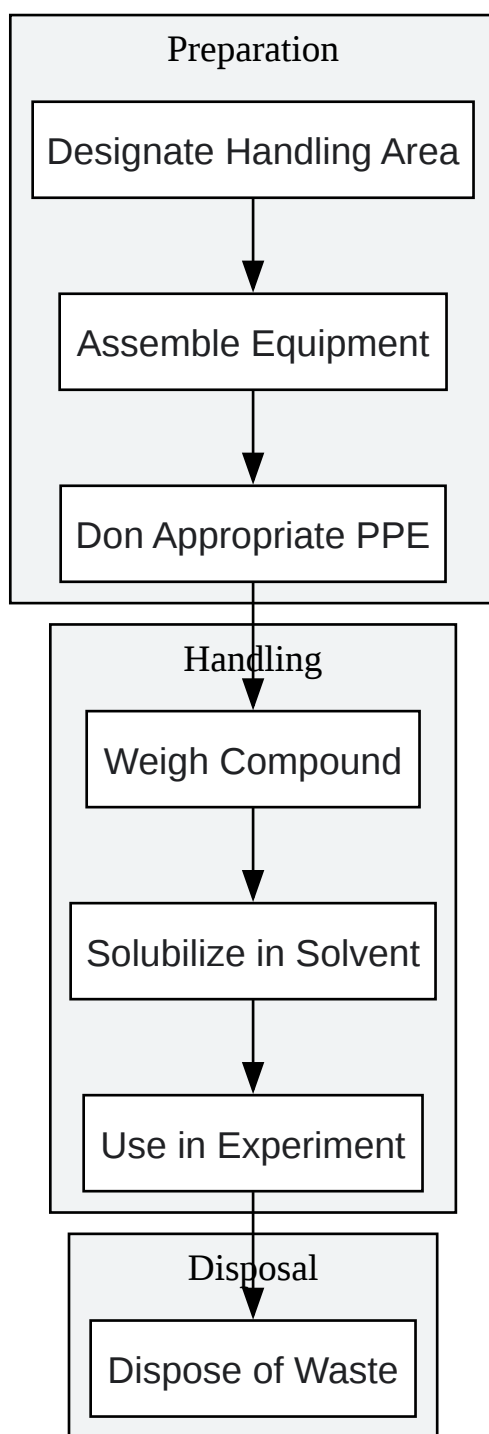 Preparation
Designate Handling Area
Assemble Equipment
Don Appropriate PPE
Handling
Weigh Compound
Solubilize in Solvent
Use in Experiment
Disposal
Dispose of Waste